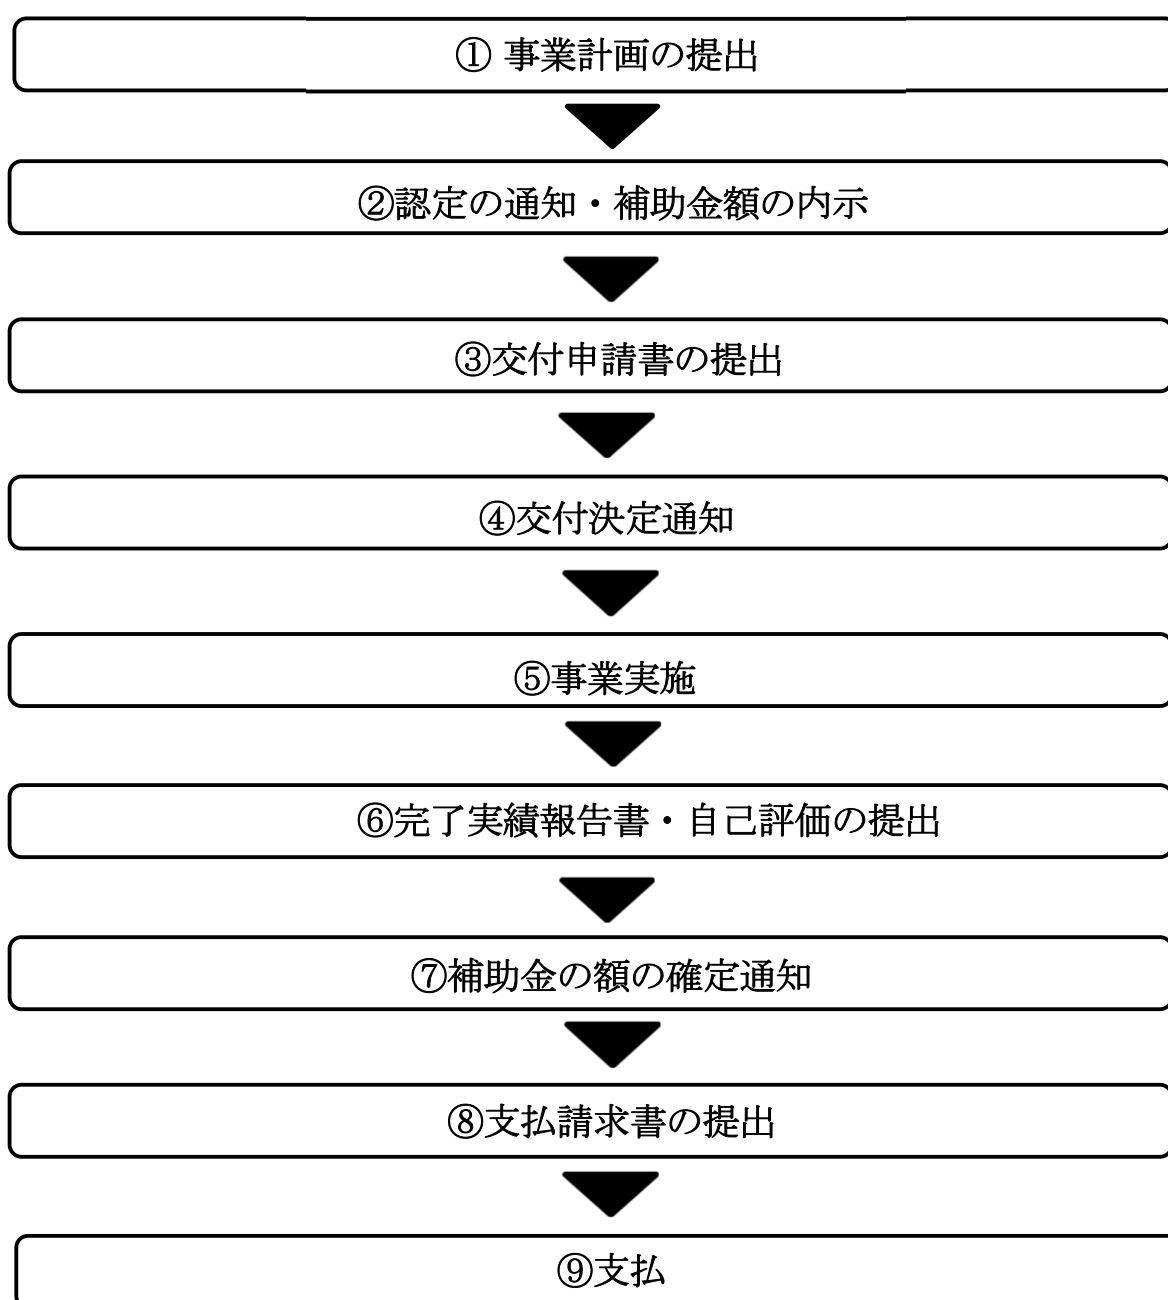 ① 事業計画の提出
②認定の通知・補助金額の内示
③交付申請書の提出
④交付決定通知
⑤事業実施
⑥完了実績報告書・自己評価の提出
⑦補助金の額の確定通知
⑧支払請求書の提出
⑨支払